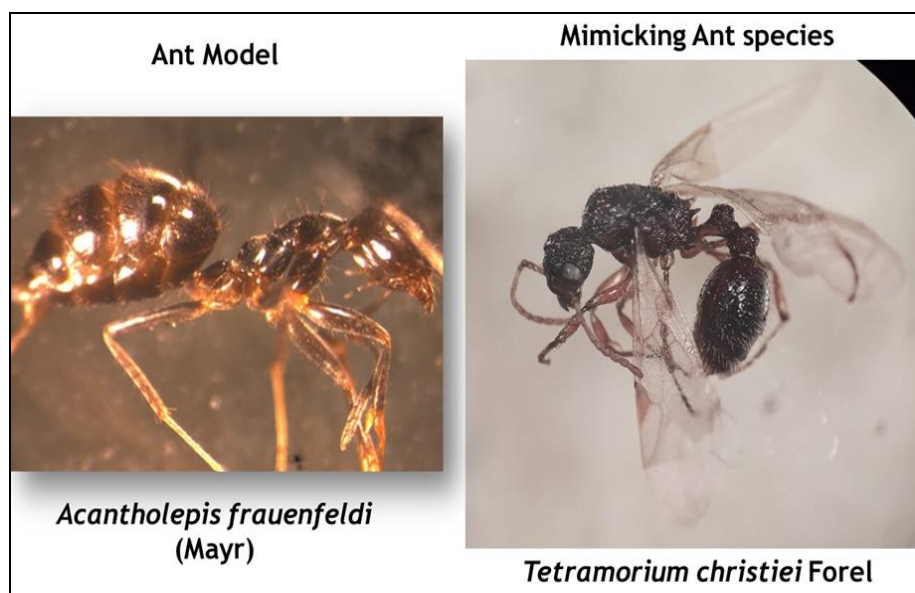 Ant Model
Mimicking Ant species
Acantholepis frauenfeldi
(Mayr)
Tetramorium christiei Forel